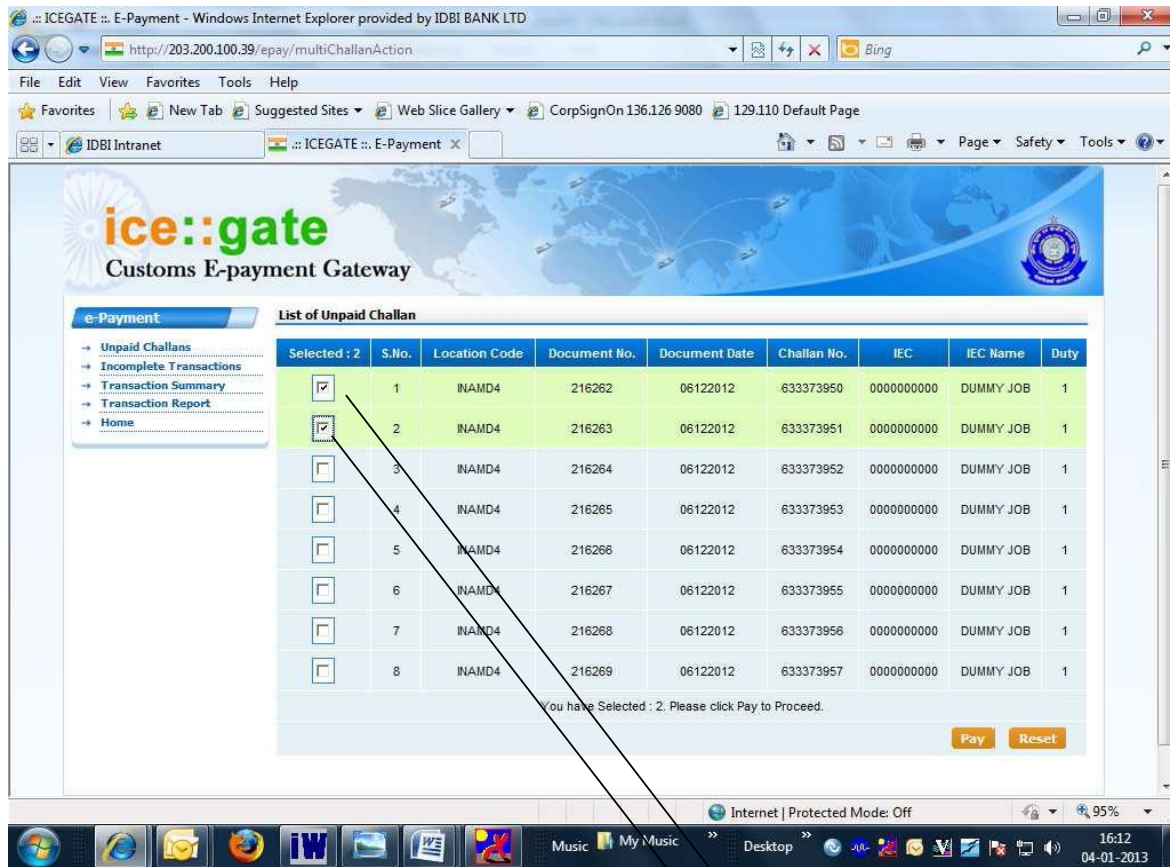 .:: ICEGATE ::. E-Payment - Windows Internet Explorer provided by IDBI BANK LTD
http://203.200.100.39/epay/multiChallanAction
Bing
File Edit View Favorites Tools Help
Favorites New Tab Suggested Sites Web Slice Gallery CorpSignOn 136.126 9080 129.110 Default Page
IDBI Intranet .:: ICEGATE ::. E-Payment Page Safety Tools
ice::gate
Customs E-payment Gateway
e-Payment
Unpaid Challans
Incomplete Transactions
Transaction Summary
Transaction Report
Home
List of Unpaid Challan
Selected : 2 S.No. Location Code Document No. Document Date Challan No. IEC IEC Name Duty
1 INAMD4 216262 06122012 633373950 0000000000 DUMMY JOB 1
2 INAMD4 216263 06122012 633373951 0000000000 DUMMY JOB 1
3 INAMD4 216264 06122012 633373952 0000000000 DUMMY JOB 1
4 INAMD4 216265 06122012 633373953 0000000000 DUMMY JOB 1
5 INAMD4 216266 06122012 633373954 0000000000 DUMMY JOB 1
6 INAMD4 216267 06122012 633373955 0000000000 DUMMY JOB 1
7 INAMD4 216268 06122012 633373956 0000000000 DUMMY JOB 1
8 INAMD4 216269 06122012 633373957 0000000000 DUMMY JOB 1
You have Selected : 2. Please click Pay to Proceed.
Pay Reset
Internet | Protected Mode: Off 95%
Music My Music » Desktop » 16:12
04-01-2013